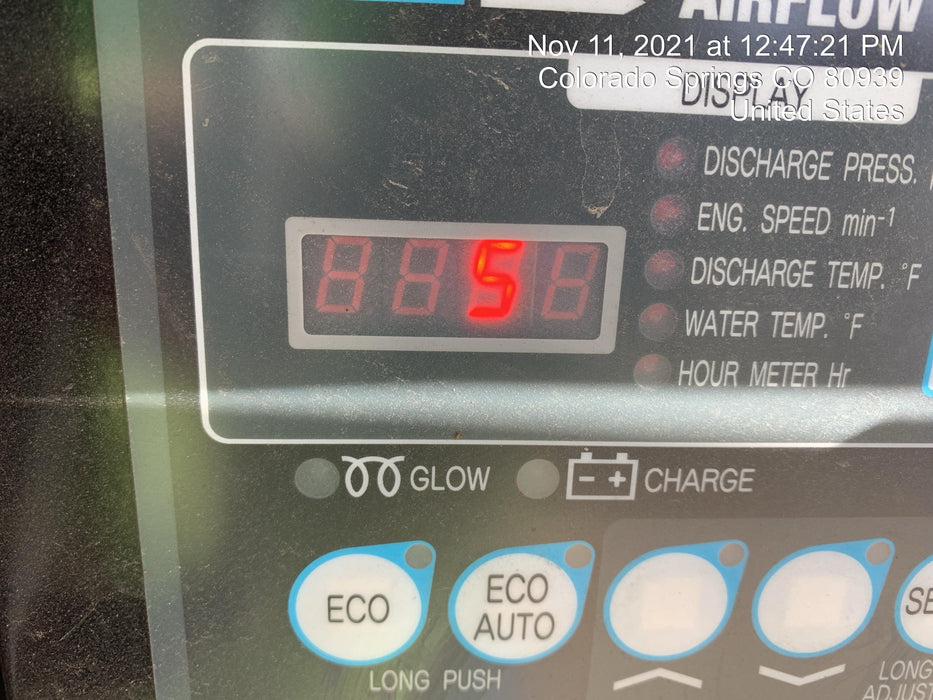 AIRFLOW
Nov 11, 2021 at 12:47:21 PM
Colorado Springs CO 80939
United States
DISPLAY
DISCHARGE PRESS.
ENG. SPEED min-1
DISCHARGE TEMP. °F
WATER TEMP. °F
HOUR METER Hr
5
GLOW
- +
CHARGE
ECO
ECO
AUTO
LONG PUSH
LONG